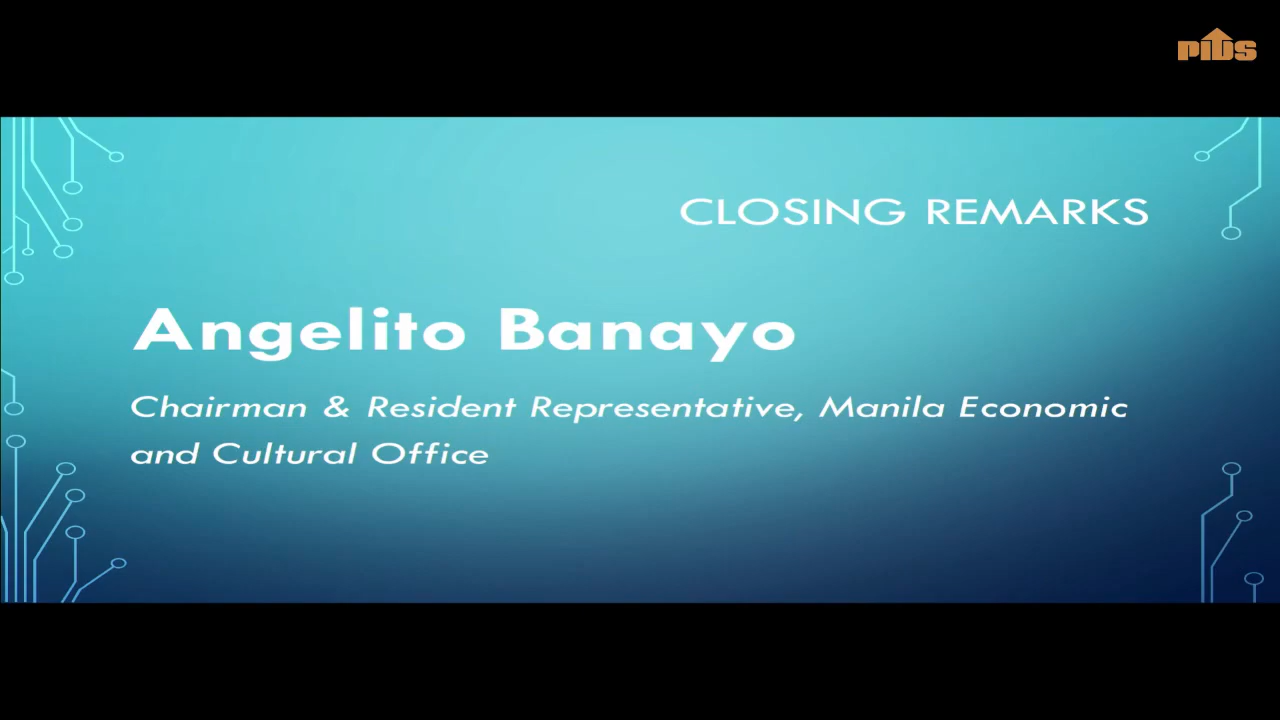 PIDS
CLOSING REMARKS
Angelito Banayo
Chairman & Resident Representative, Manila Economic
and Cultural Office